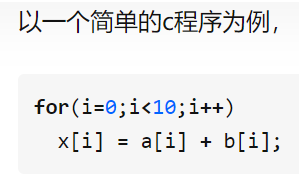 以一个简单的c程序为例，
for(i=0;i<10;i++)
  x[i] = a[i] + b[i];